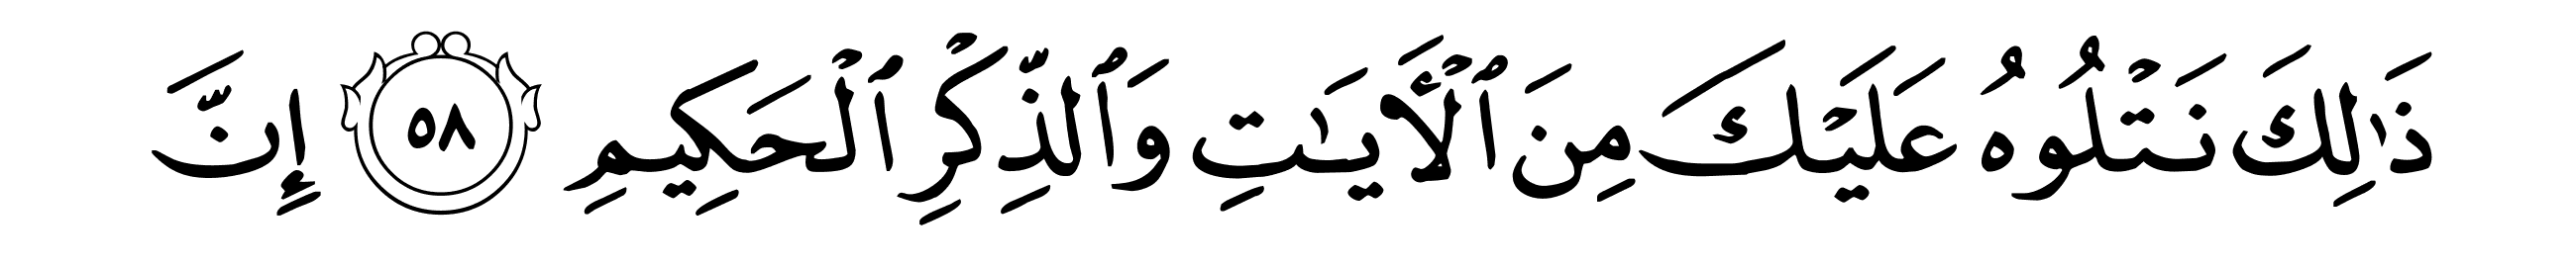 ذَٰلِكَ نَتْلُوهُ عَلَيْكَ مِنَ ٱلْأَيَـٰتِ وَٱلذِّكْرِ ٱلْحَكِيمِ ٥٨ إِنَّ